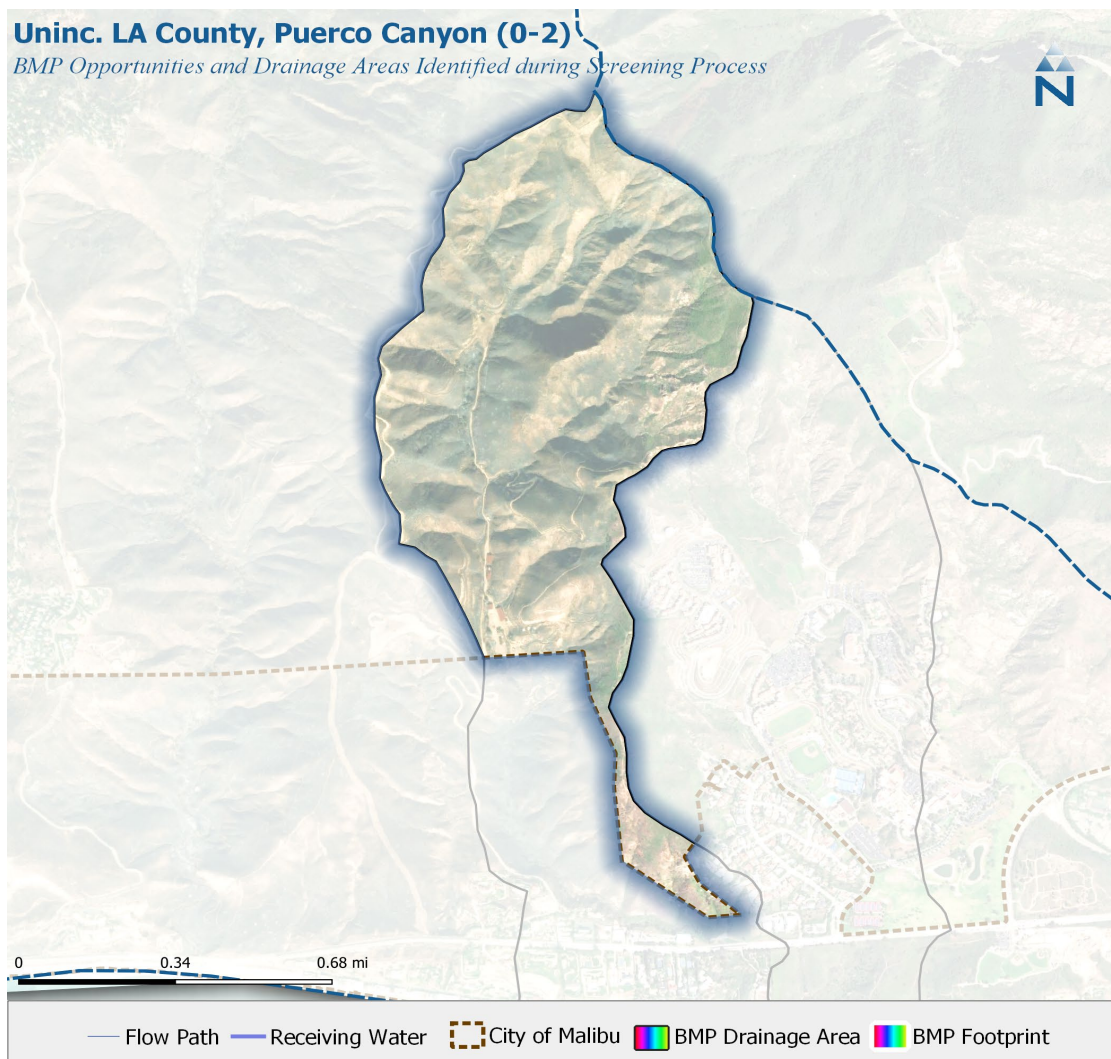 Uninc. LA County, Puerco Canyon (0-2)
BMP Opportunities and Drainage Areas Identified during Screening Process
N
0 0.34 0.68 mi
Flow Path Receiving Water City of Malibu BMP Drainage Area BMP Footprint